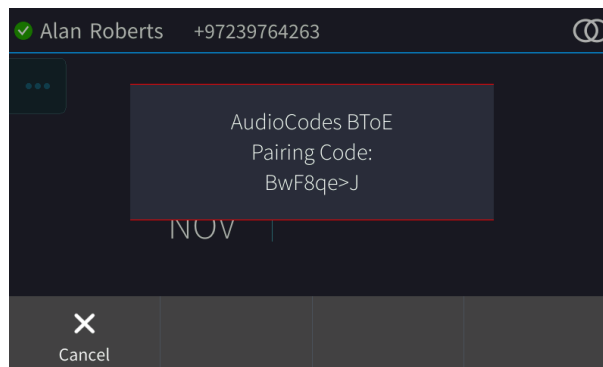 Alan Roberts +97239764263
AudioCodes BToE
Pairing Code:
BwF8qe>J
NOV
Cancel